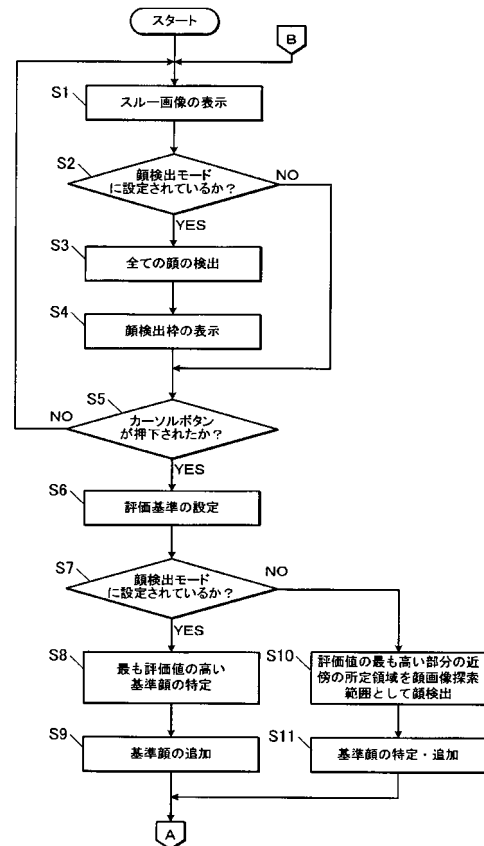 スタート
B
S1
スルー画像の表示
S2
顔検出モード
に設定されているか？
NO
YES
S3
全ての顔の検出
S4
顔検出枠の表示
S5
NO
カーソルボタン
が押下されたか？
YES
S6
評価基準の設定
S7
顔検出モード
に設定されているか？
NO
YES
S8
最も評価値の高い
基準顔の特定
S10
評価値の最も高い部分の近
傍の所定領域を顔画像探索
範囲として顔検出
S9
基準顔の追加
S11
基準顔の特定・追加
A